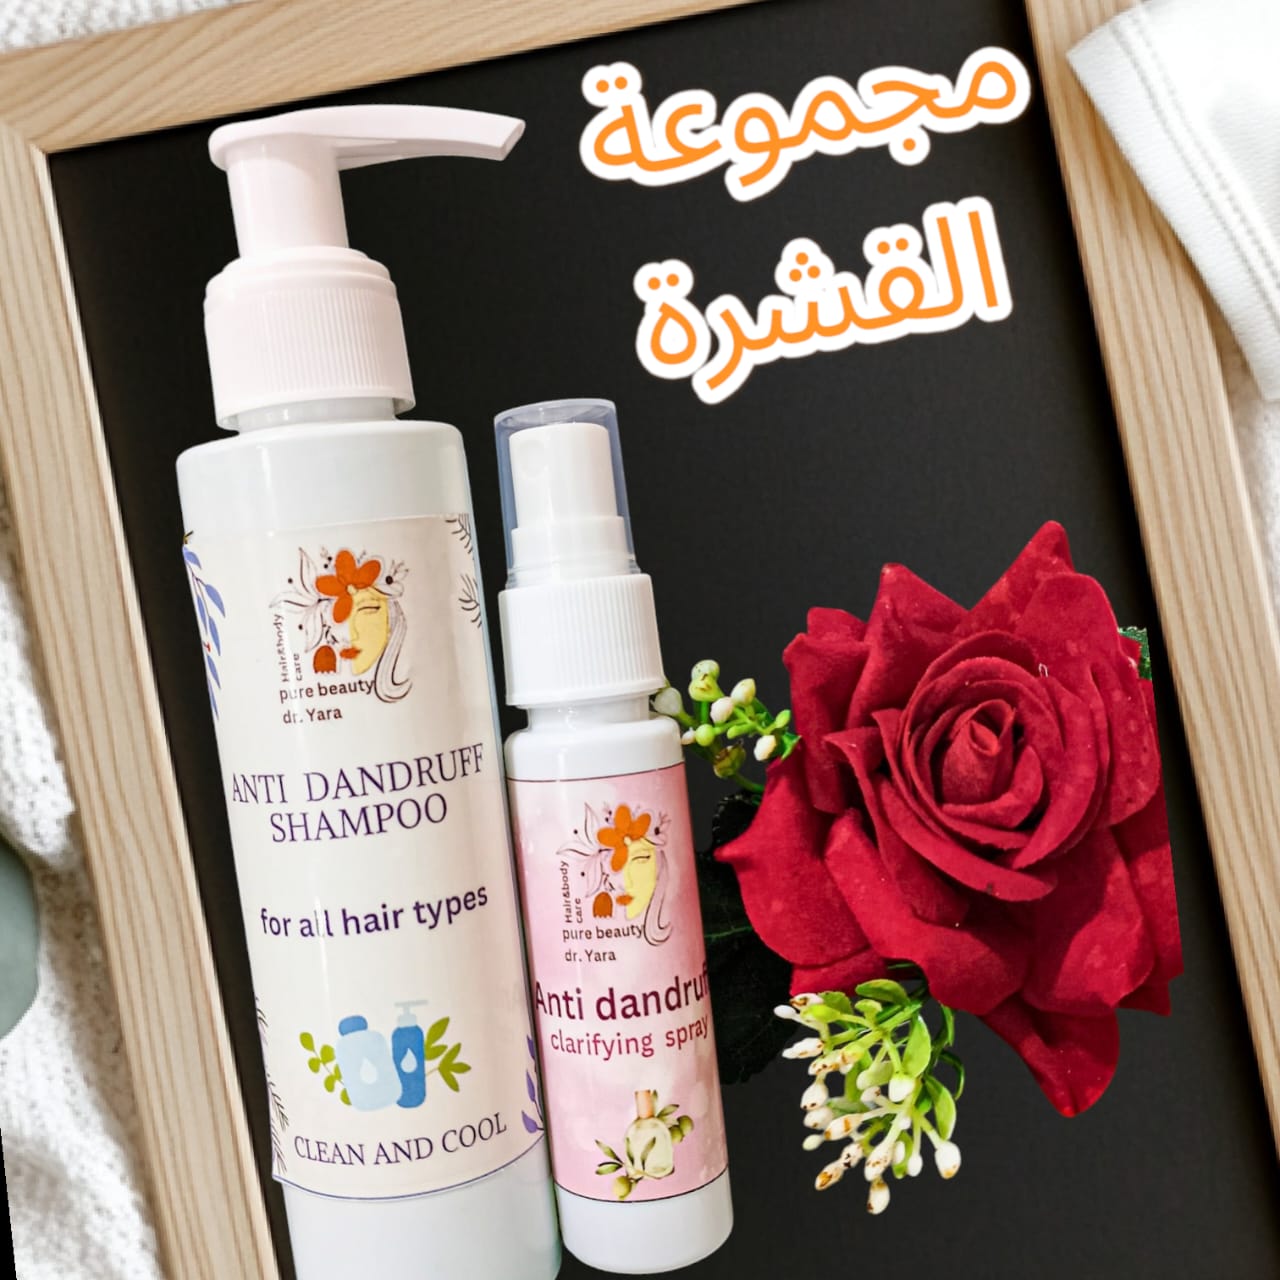 مجموعة
القشرة
Hair&body
care
pure beauty
dr. Yara
ANTI DANDRUFF
SHAMPOO
for all hair types
CLEAN AND COOL
Hair&body
care
pure beauty
dr. Yara
Anti dandruff
clarifying spray